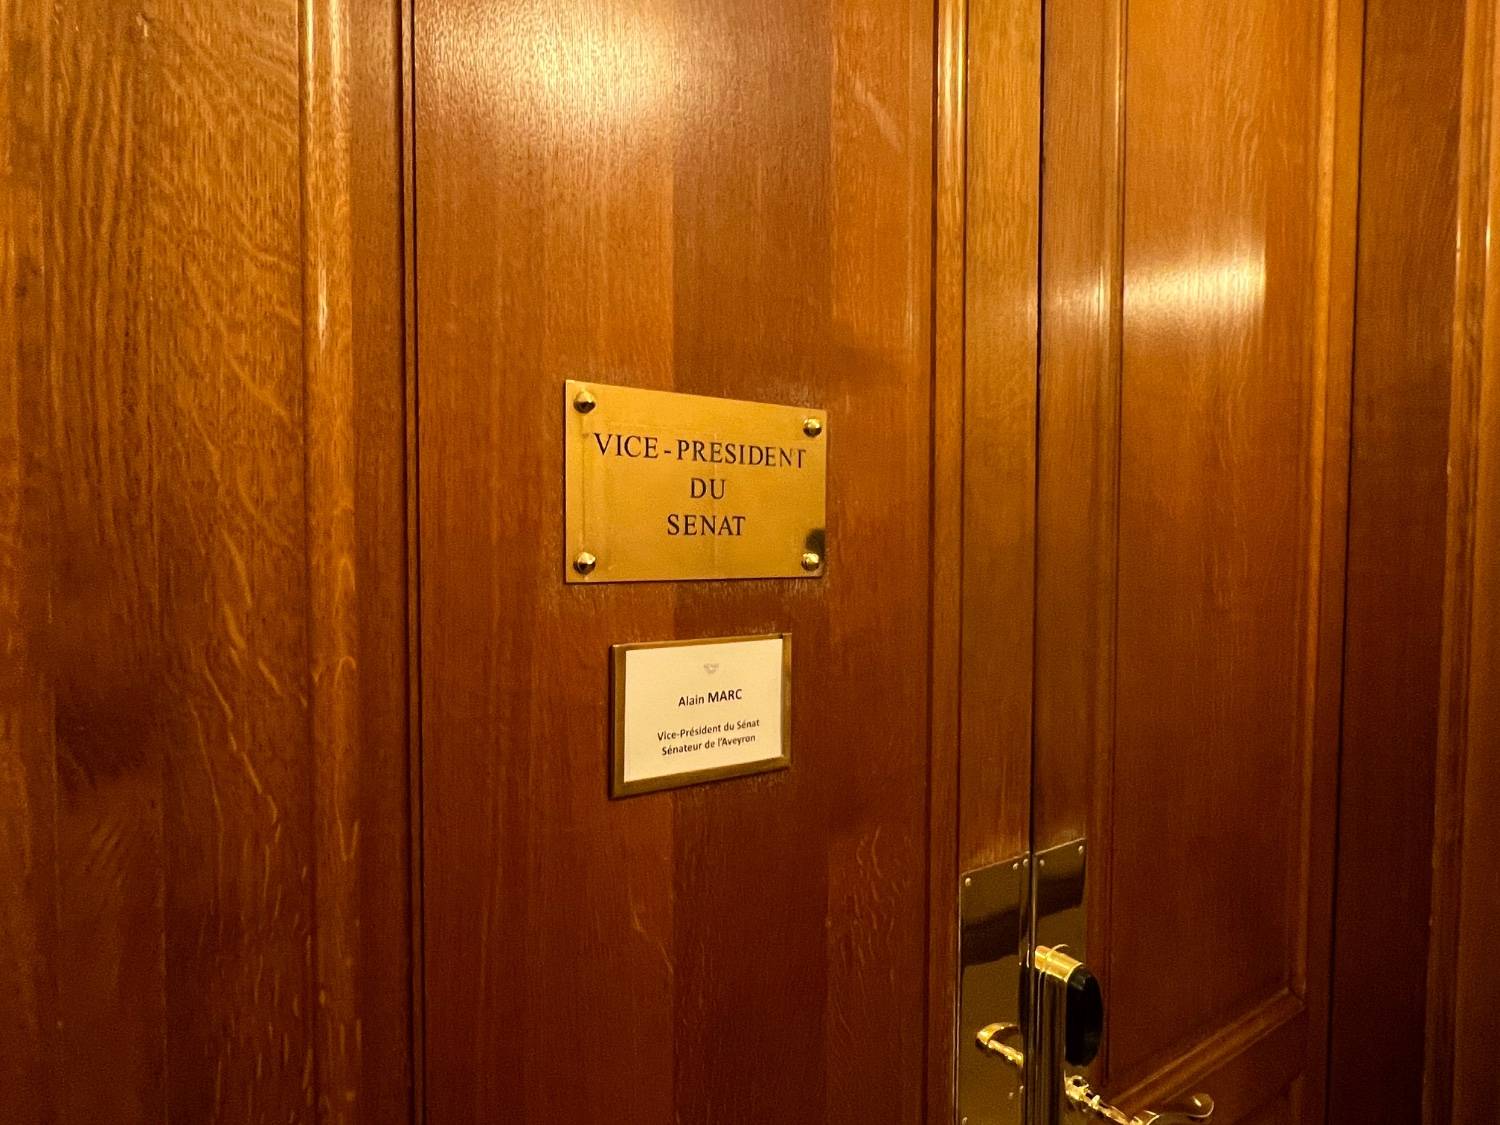 VICE-PRESIDENT
DU
SENAT
Alain MARC
Vice-Président du Sénat
Sénateur de l'Aveyron